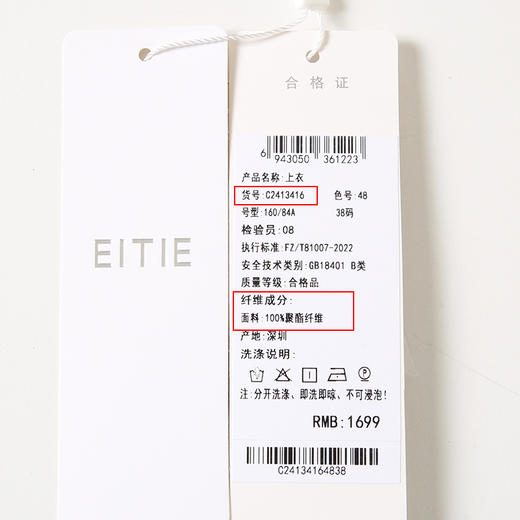 EITIE
合格证
6 943050 361223
产品名称:上衣
货号:C2413416 色号:48
号型:160/84A 38码
检验员:08
执行标准:FZ/T81007-2022
安全技术类别:GB18401 B类
质量等级:合格品
纤维成分:
面料:100%聚酯纤维
产地:深圳
洗涤说明:
注:分开洗涤、即洗即晾、不可浸泡!
RMB:1699
C24134164838